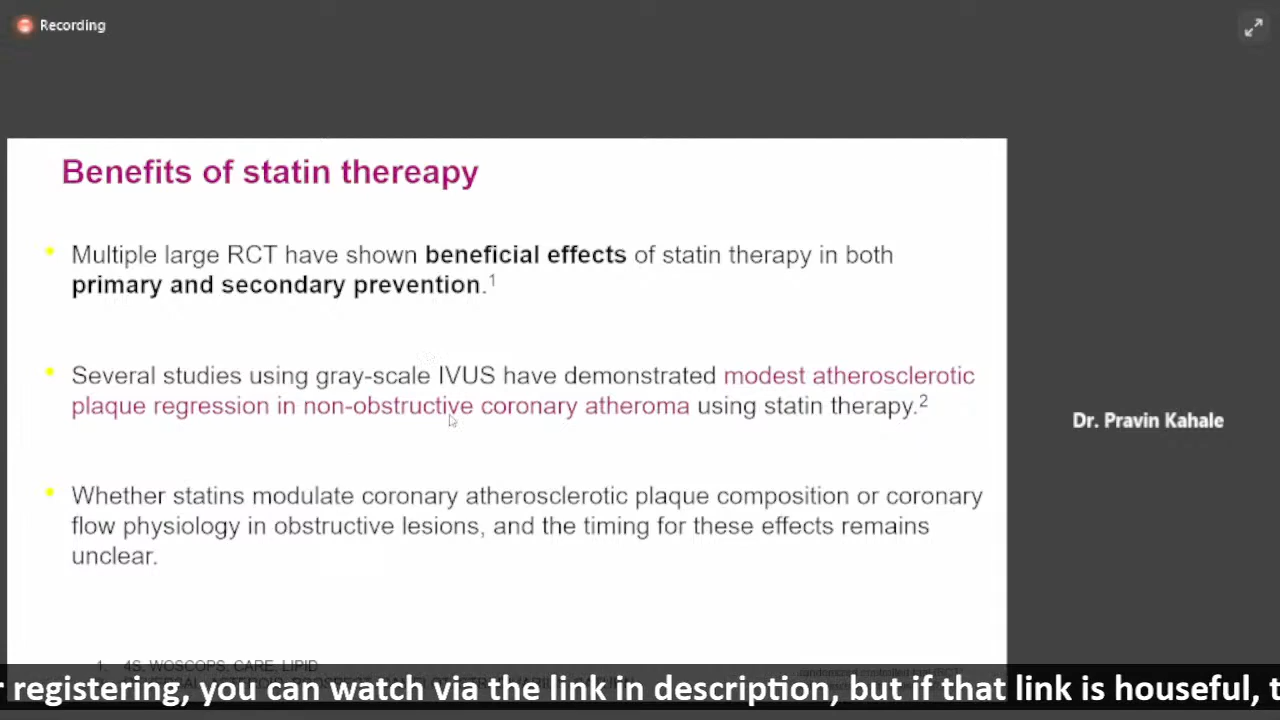 Recording
Benefits of statin thereapy
Multiple large RCT have shown beneficial effects of statin therapy in both
primary and secondary prevention.1
Several studies using gray-scale IVUS have demonstrated modest atherosclerotic
plaque regression in non-obstructive coronary atheroma using statin therapy.2
Whether statins modulate coronary atherosclerotic plaque composition or coronary
flow physiology in obstructive lesions, and the timing for these effects remains
unclear.
Dr. Pravin Kahale
1. 4S, WOSCOPS, CARE, LIPID
registering, you can watch via the link in description, but if that link is houseful,